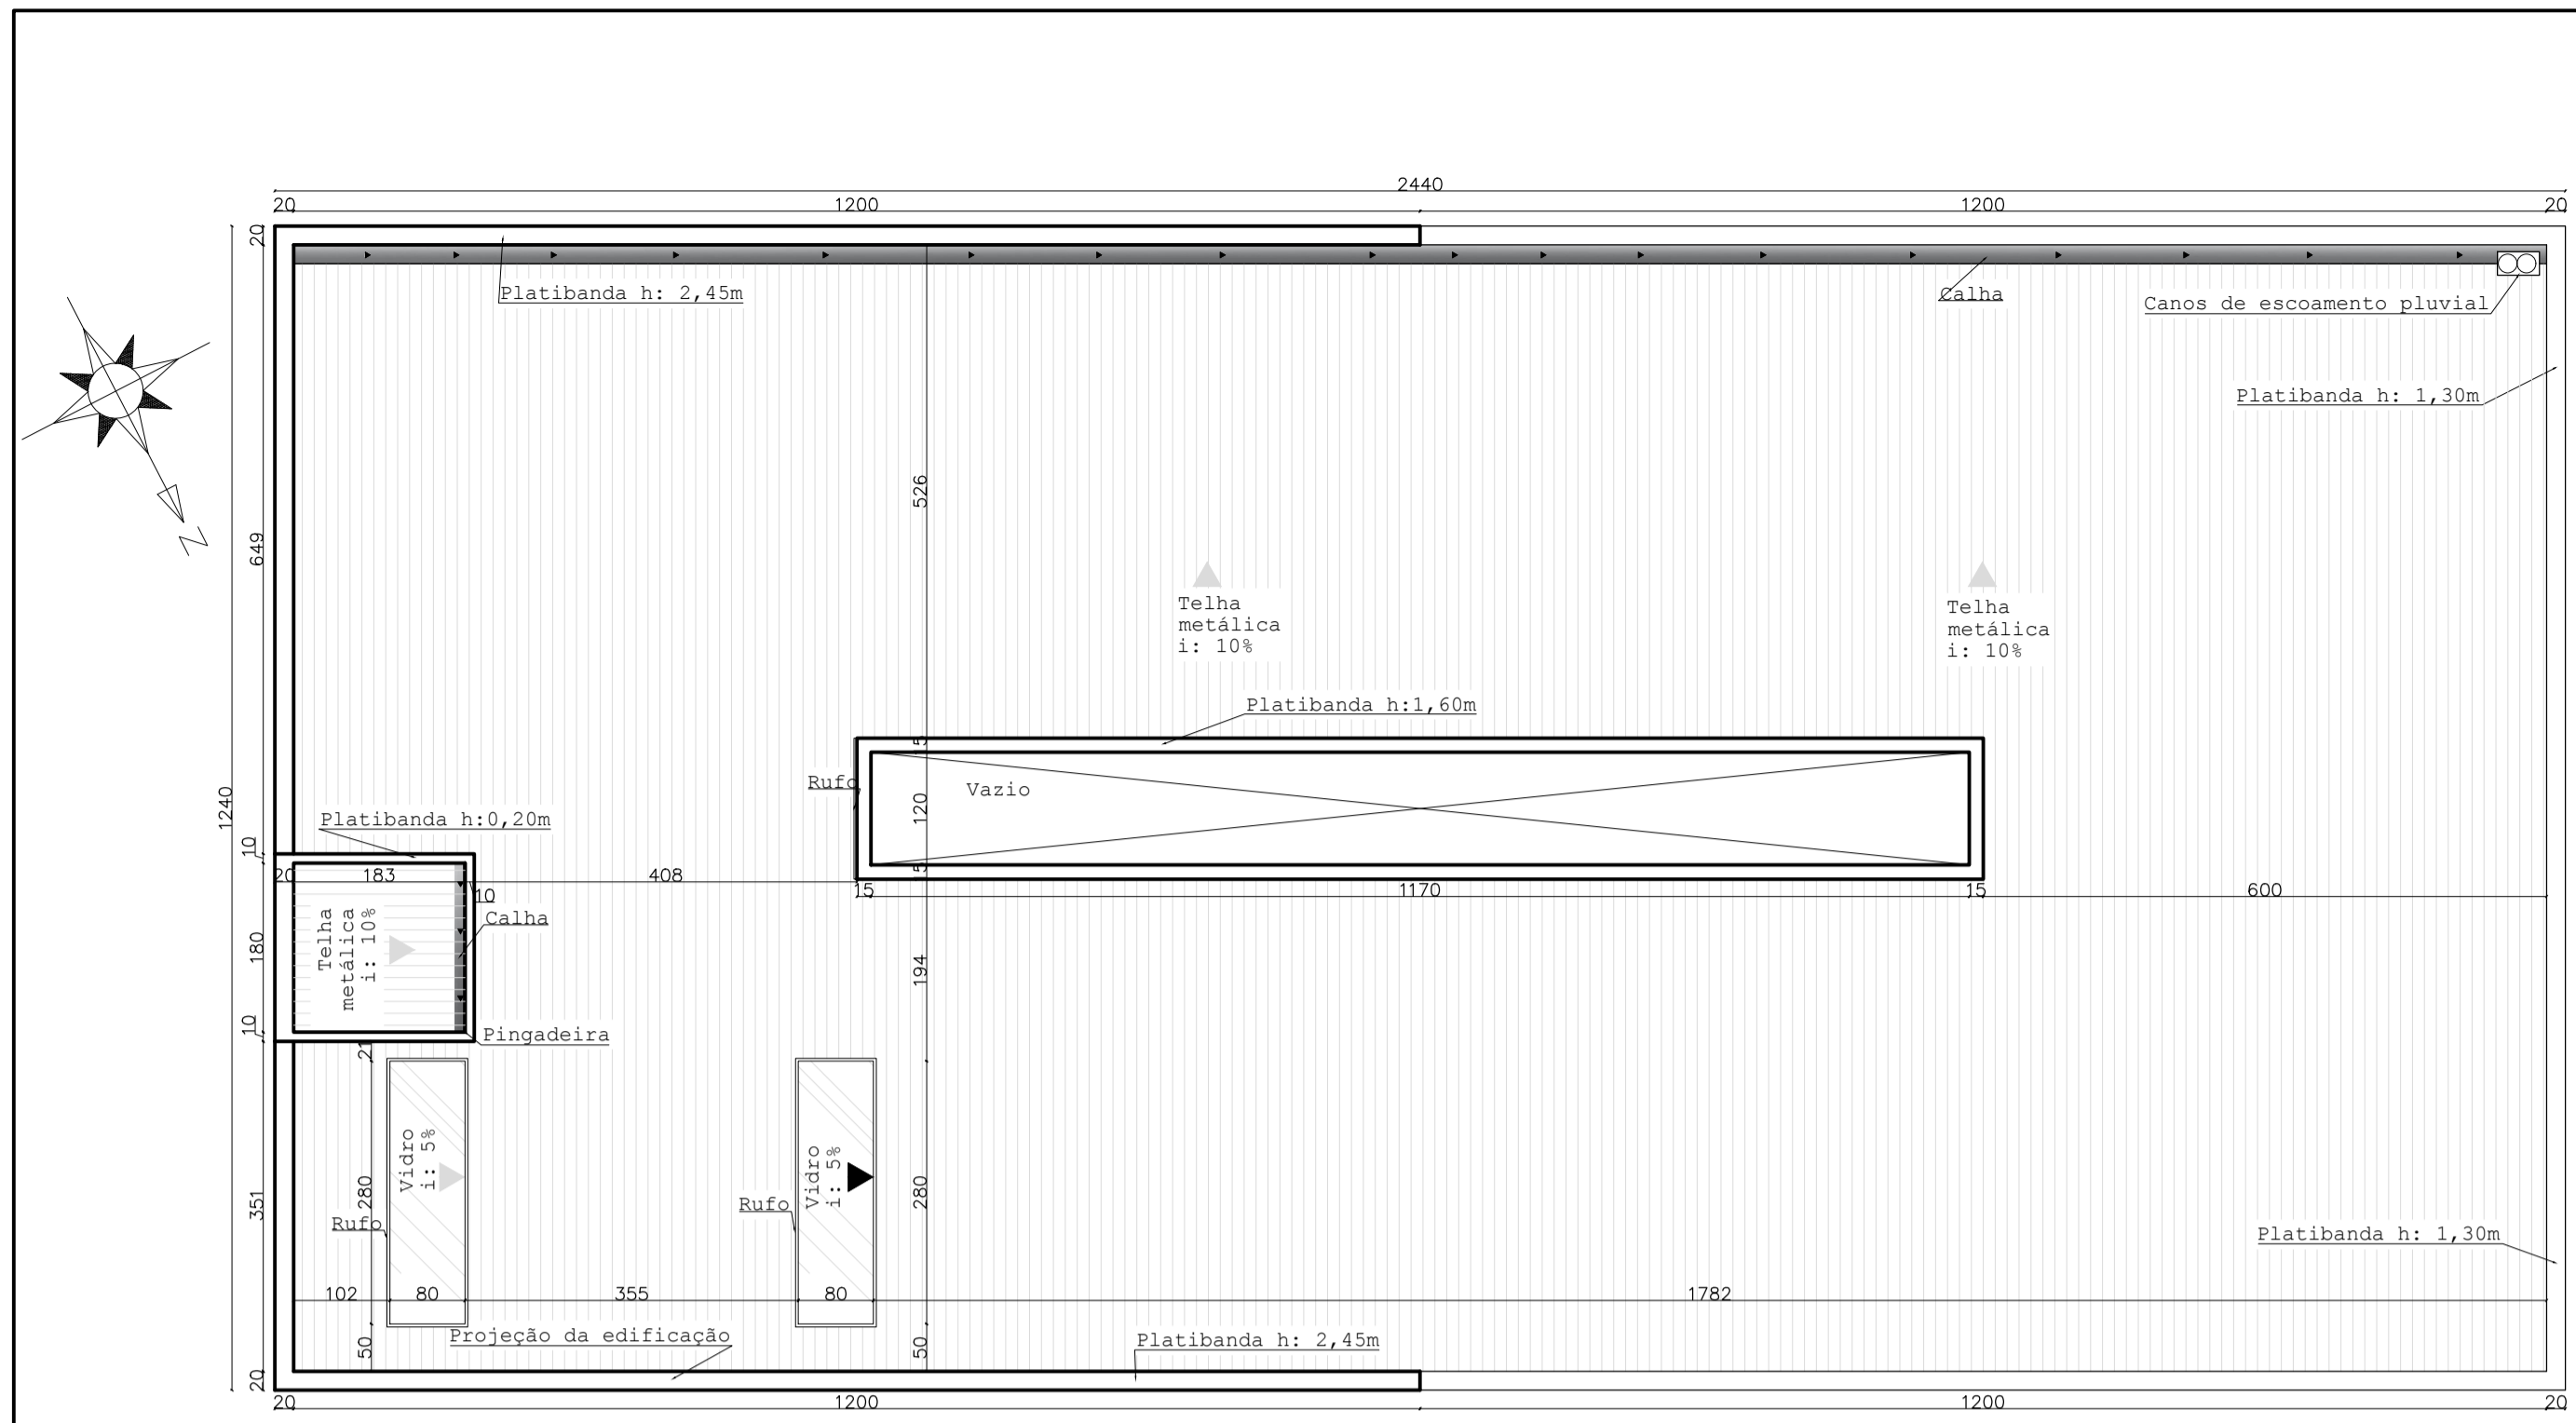 2440
20 1200 1200 20
20
Platibanda h: 2,45m
Calha
Canos de escoamento pluvial
Platibanda h: 1,30m
526
N
649
Telha
metálica
i: 10%
Telha
metálica
i: 10%
Platibanda h:1,60m
15
Rufo
Vazio
120
1240
Platibanda h:0,20m
10
15
20 183 408
10
15 1170 15 600
Calha
Telha
metálica
i: 10%
180
194
10
Pingadeira
21
Vidro
i: 5%
Vidro
i: 5%
280
280
351
Rufo
Rufo
Platibanda h: 1,30m
102 80 355 80 1782
Projeção da edificação
Platibanda h: 2,45m
50
50
20
20 1200 1200 20